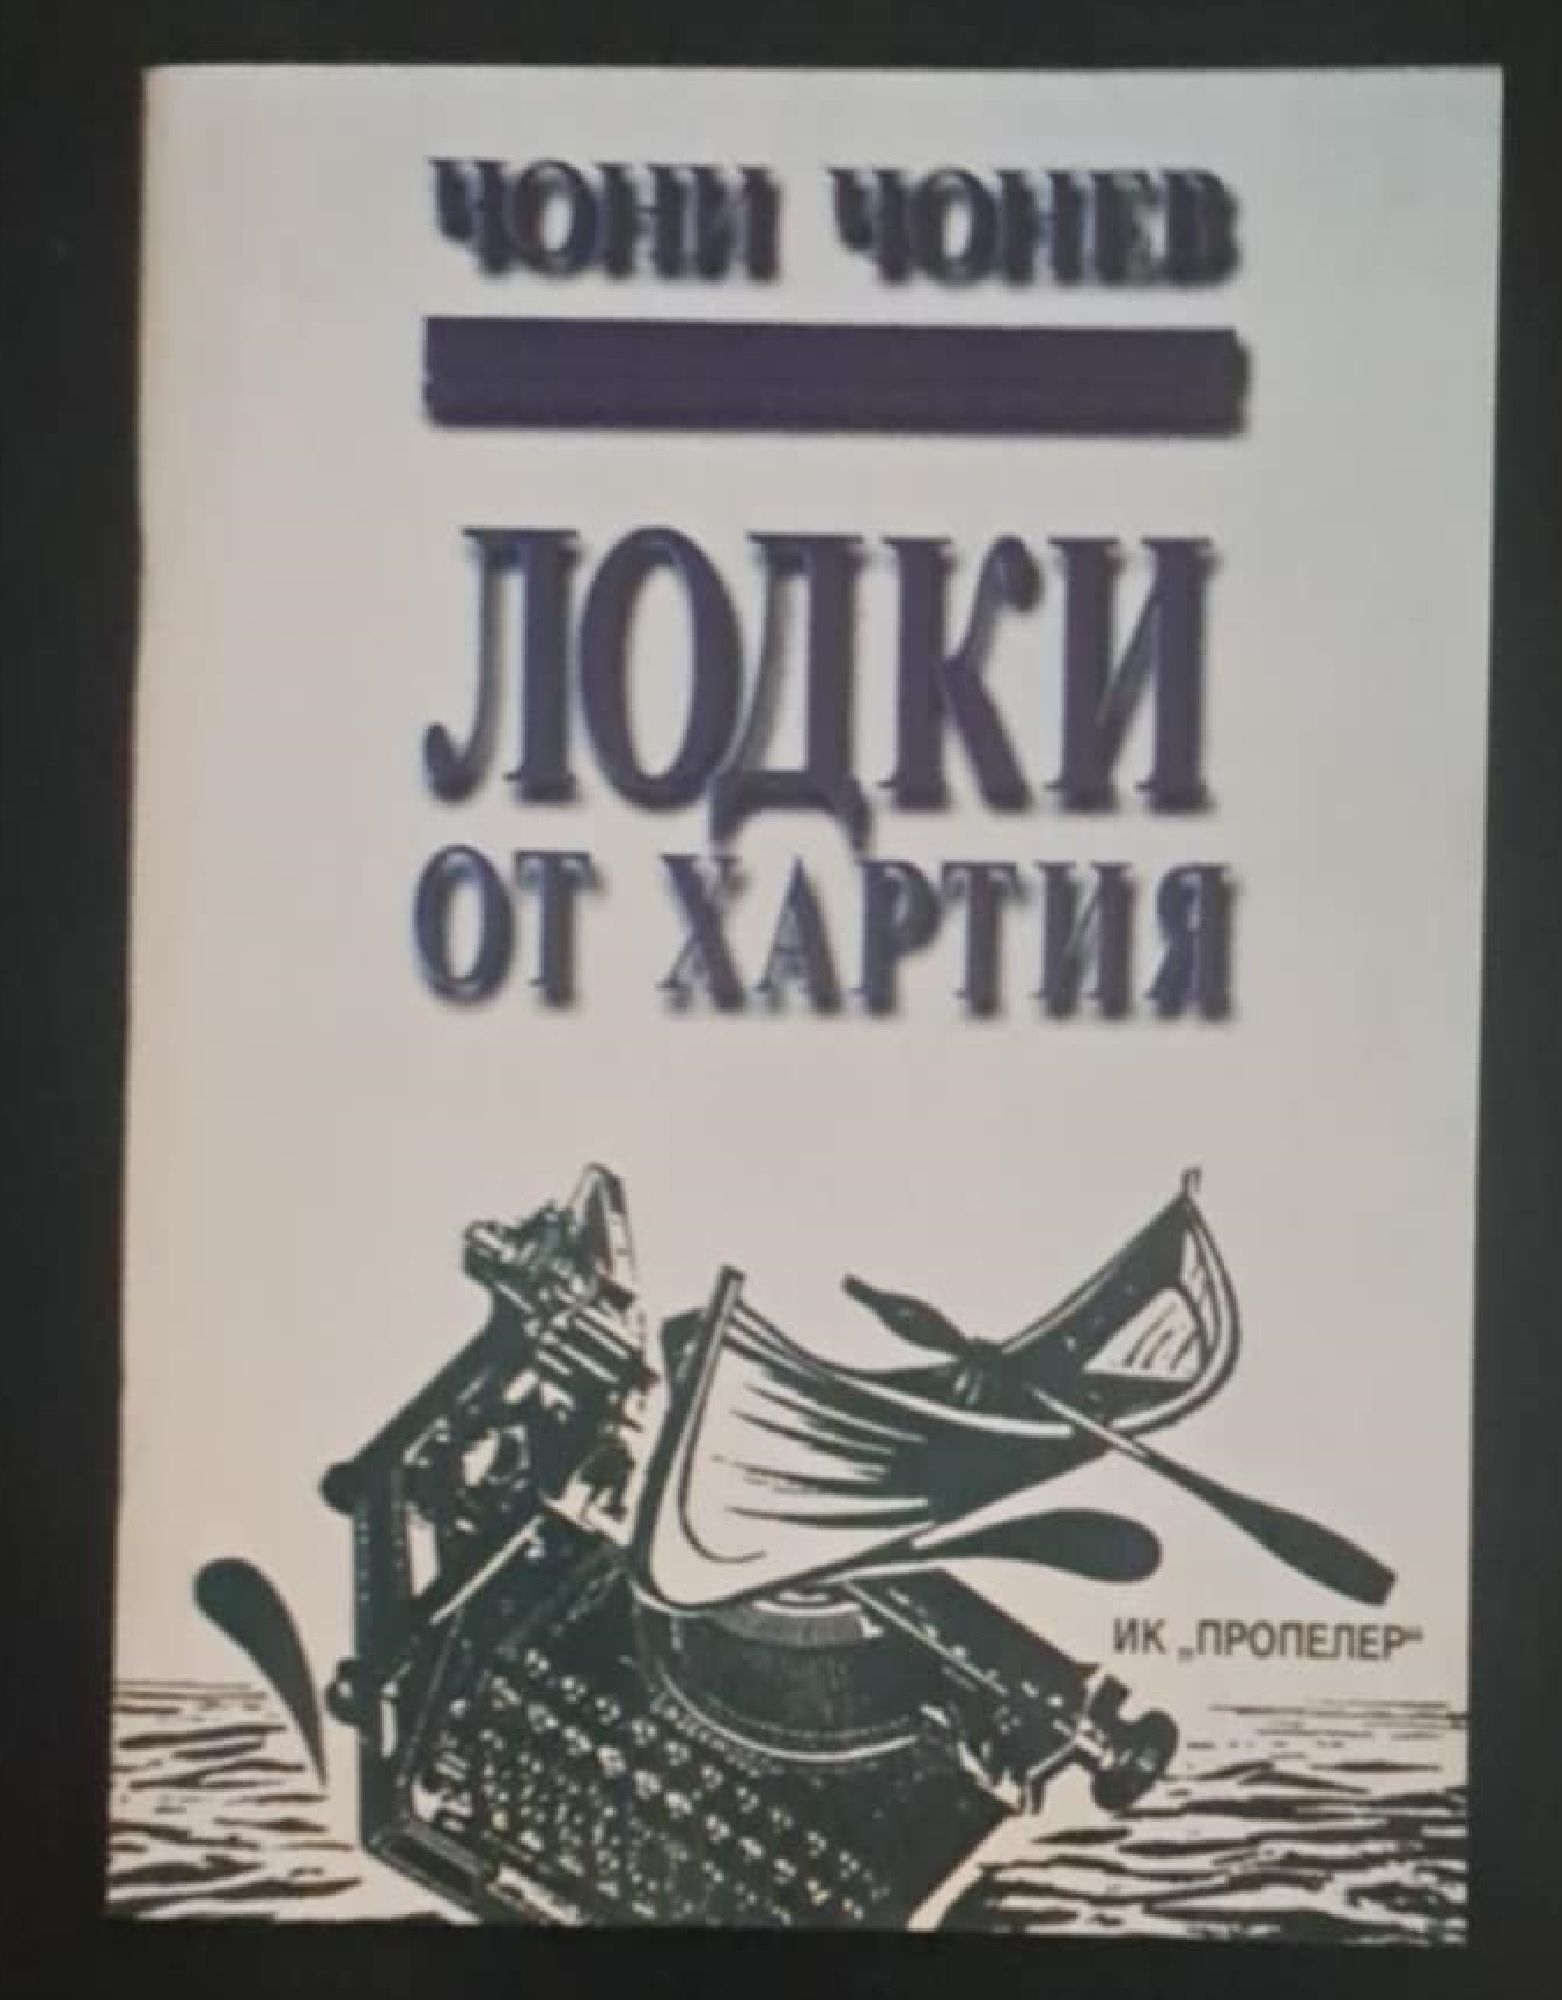 ЧОНИ ЧОНЕВ
ЛОДКИ
ОТ ХАРТИЯ
ИК „ПРОПЕЛЕР“